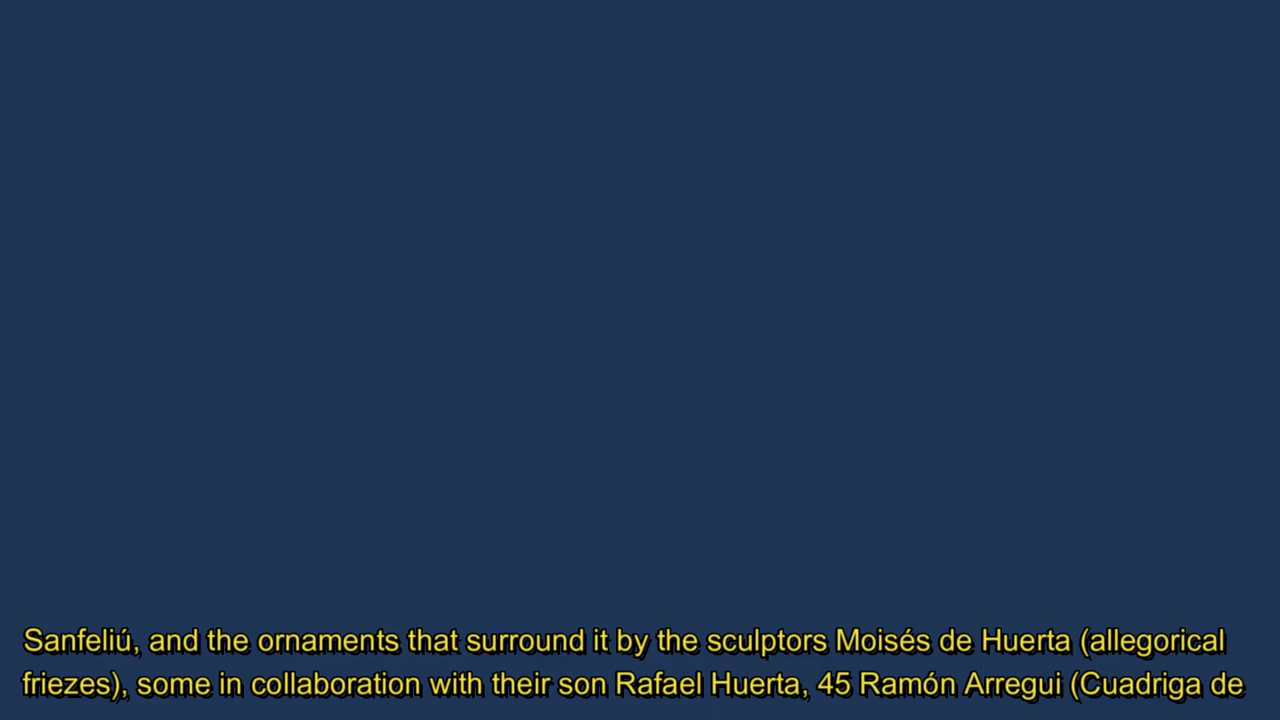 Sanfeliú, and the ornaments that surround it by the sculptors Moisés de Huerta (allegorical
friezes), some in collaboration with their son Rafael Huerta, 45 Ramón Arregui (Cuadriga de